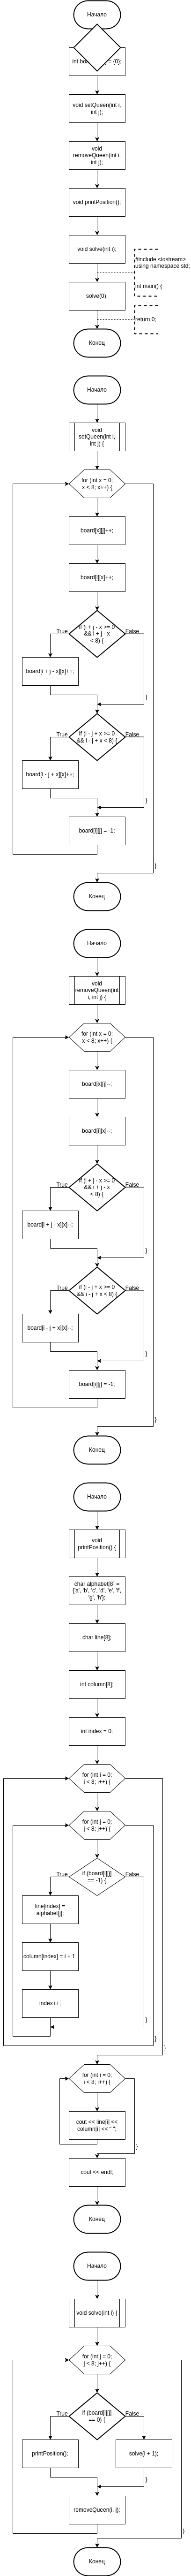 Начало
int board[
] = {0};
void setQueen(int i,
int j);
void
removeQueen(int i,
int j);
void printPosition();
void solve(int i);
#include <iostream>
using namespace std;
int main() {
solve(0);
return 0;
Конец
Начало
void
setQueen(int i,
int j) {
for (int x = 0;
x < 8; x++) {
board[x][j]++;
board[i][x]++;
if (i + j - x >= 0
&& i + j - x
< 8) {
True
False
board[i + j - x][x]++;
}
if (i - j + x >= 0
&& i - j + x < 8) {
True
False
board[i - j + x][x]++;
}
board[i][j] = -1;
}
Конец
Начало
void
removeQueen(int
i, int j) {
for (int x = 0;
x < 8; x++) {
board[x][j]--;
board[i][x]--;
if (i + j - x >= 0
&& i + j - x
< 8) {
True
False
board[i + j - x][x]--;
}
if (i - j + x >= 0
&& i - j + x < 8) {
True
False
board[i - j + x][x]--;
}
board[i][j] = -1;
}
Конец
Начало
void
printPosition() {
char alphabet[8] =
{'a', 'b', 'c', 'd', 'e', 'f',
'g', 'h'};
char line[8];
int column[8];
int index = 0;
for (int i = 0;
i < 8; i++) {
for (int j = 0;
j < 8; j++) {
if (board[i][j]
== -1) {
True
False
line[index] =
alphabet[j];
column[index] = i + 1;
index++;
}
}
}
for (int i = 0;
i < 8; i++) {
cout << line[i] <<
column[i] << " ";
}
cout << endl;
Конец
Начало
void solve(int i) {
for (int j = 0;
j < 8; j++) {
if (board[i][j]
== 0) {
True
False
printPosition();
solve(i + 1);
}
removeQueen(i, j);
}
Конец